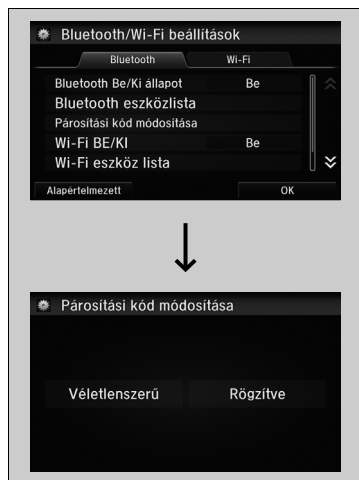 Bluetooth/Wi-Fi beállítások
Bluetooth Wi-Fi
Bluetooth Be/Ki állapot Be
Bluetooth eszközlista
Párosítási kód módosítása
Wi-Fi BE/KI Be
Wi-Fi eszköz lista
Alapértelmezett OK
Párosítási kód módosítása
Véletlenszerű Rögzítve